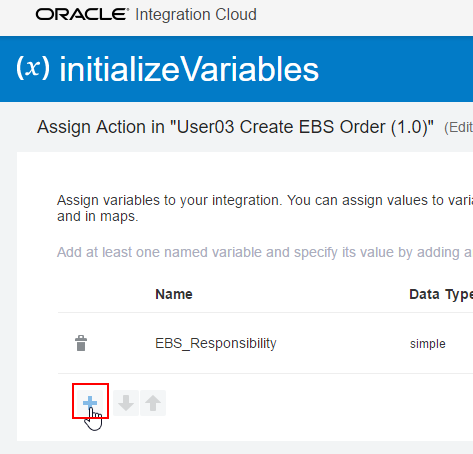 ORACLE® Integration Cloud
(x) initializeVariables
Assign Action in "User03 Create EBS Order (1.0)" (Edit
Assign variables to your integration. You can assign values to vari
and in maps.
Add at least one named variable and specify its value by adding a
Name Data Type
EBS_Responsibility simple